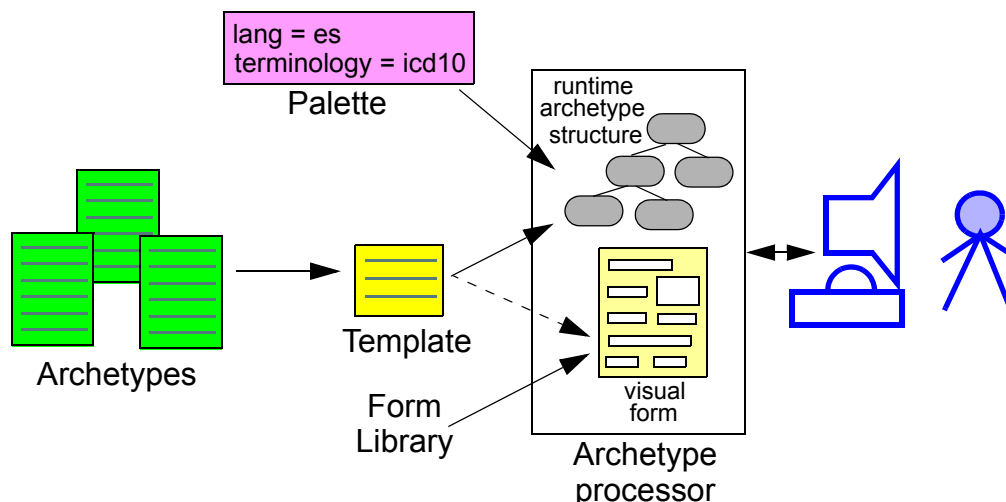 lang = es
terminology = icd10
Palette
runtime
archetype
structure
Archetypes
Template
Form
Library
visual
form
Archetype
processor